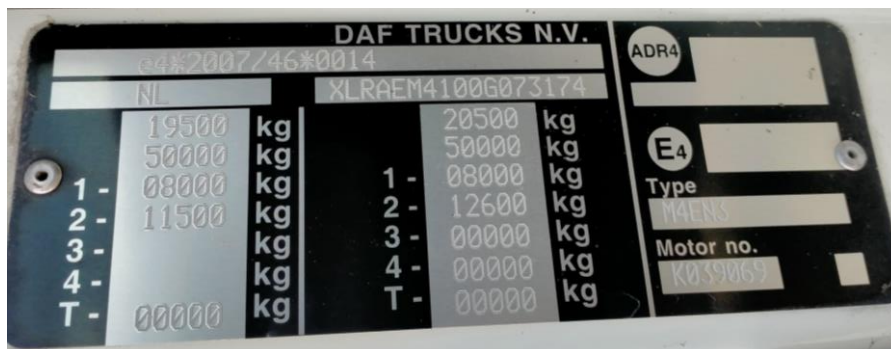 DAF TRUCKS N.V.
e4*2007/46*0014
NL XLRAEM4100G073174
19500 kg 20500 kg
50000 kg 50000 kg
1 - 08000 kg 1 - 08000 kg
2 - 11500 kg 2 - 12600 kg
3 - kg 3 - 00000 kg
4 - kg 4 - 00000 kg
T - 00000 kg T - 00000 kg
ADR4
E4
Type
M4EN3
Motor no.
K039069